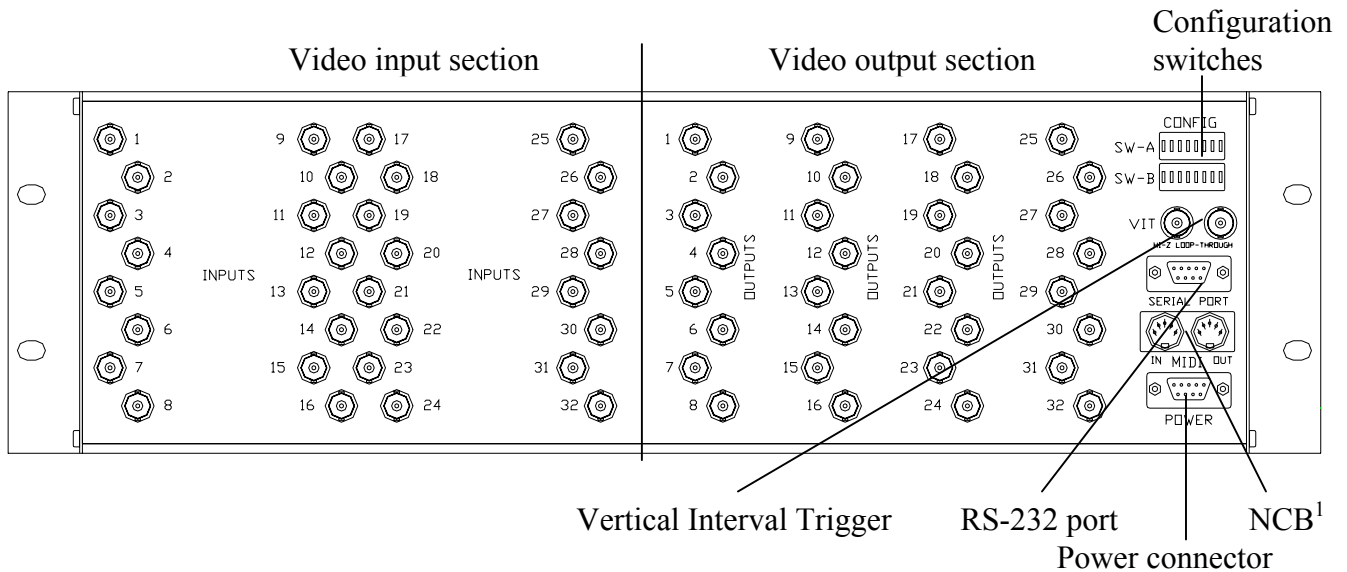 Configuration
switches
Video input section
Video output section
1 9 17 25 1 9 17 25 CONFIG
SW-A
2 10 18 26 2 10 18 26 SW-B
3 11 19 27 3 11 19 27 VIT
HI-Z LOOP-THROUGH
4 12 20 28 4 12 20 28
INPUTS INPUTS OUTPUTS OUTPUTS OUTPUTS
5 13 21 29 5 13 21 29 SERIAL PORT
6 14 22 30 6 14 22 30
7 15 23 31 7 15 23 31 IN MIDI OUT
8 16 24 32 8 16 24 32
POWER
Vertical Interval Trigger
RS-232 port
NCB¹
Power connector